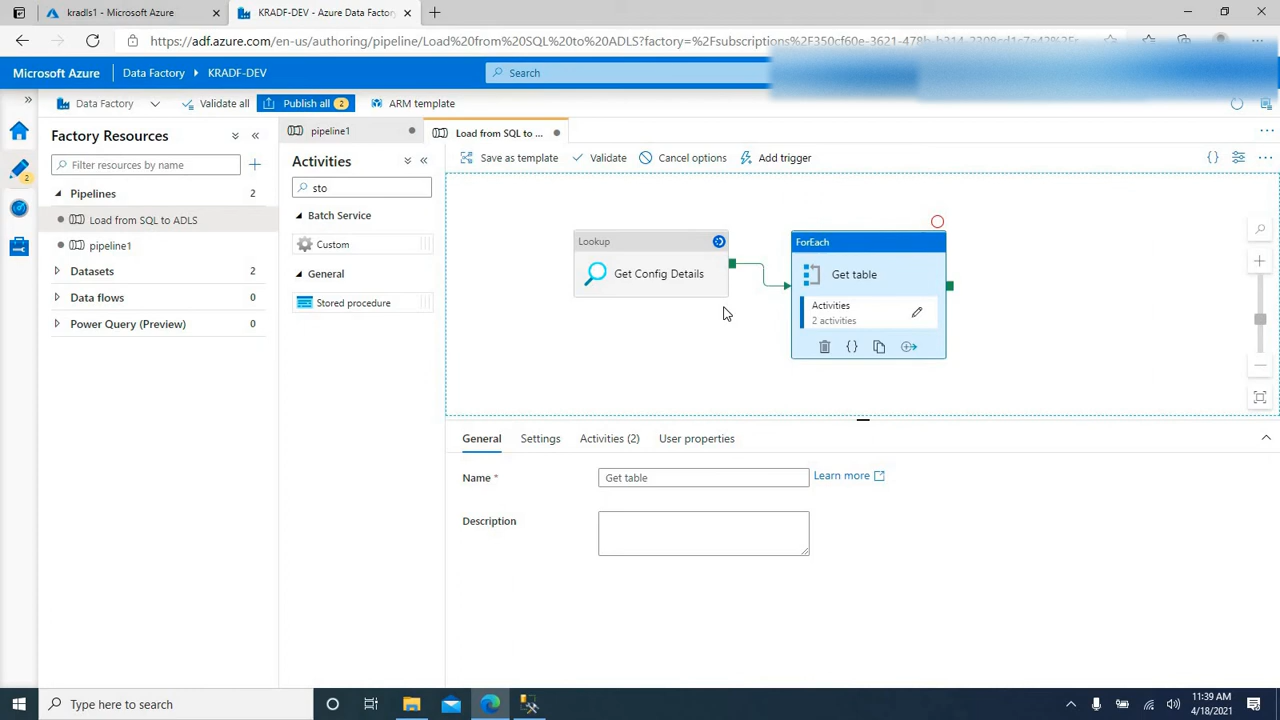 kradls1 - Microsoft Azure
KRADF-DEV - Azure Data Factory
https://adf.azure.com/en-us/authoring/pipeline/Load%20from%20SQL%20to%20ADLS?factory=%2Fsubscriptions%2F350cf60e-3621-478b-b314-
Microsoft Azure
Data Factory
KRADF-DEV
Search
Data Factory
Validate all
Publish all 2
ARM template
Factory Resources
pipeline1
Load from SQL to ...
Filter resources by name
Activities
Save as template
Validate
Cancel options
Add trigger
2
Pipelines
2
sto
Load from SQL to ADLS
Batch Service
pipeline1
Custom
Datasets
2
General
Data flows
0
Stored procedure
Power Query (Preview)
0
Lookup
Get Config Details
ForEach
Get table
Activities
2 activities
General
Settings
Activities (2)
User properties
Name *
Get table
Learn more
Description
Type here to search
11:39 AM
4/18/2021